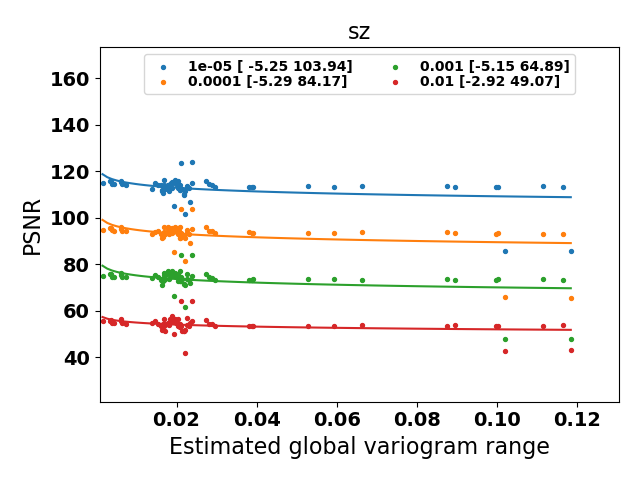 sz
1e-05 [ -5.25 103.94]
0.0001 [-5.29 84.17]
0.001 [-5.15 64.89]
0.01 [-2.92 49.07]
160
140
120
100
80
60
40
PSNR
0.02 0.04 0.06 0.08 0.10 0.12
Estimated global variogram range